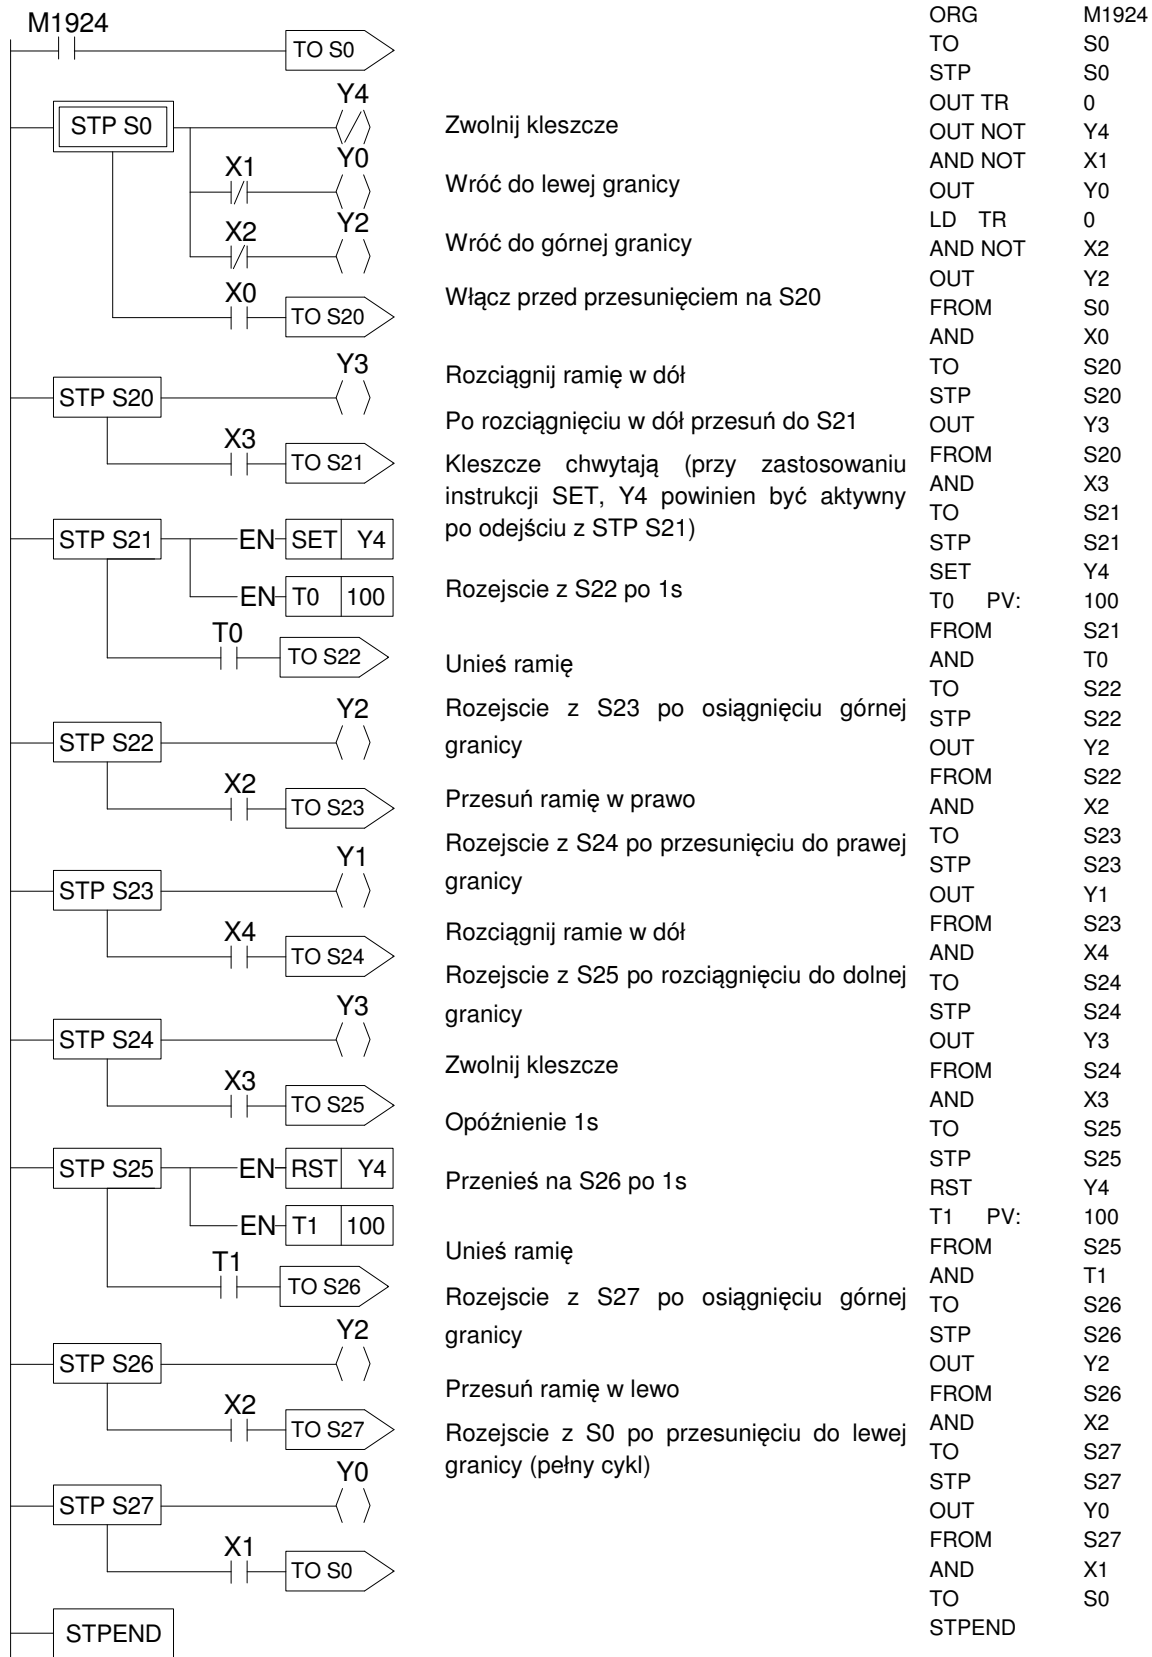 M1924
TO S0
STP S0
Y4
X1
Y0
X2
Y2
X0
TO S20
STP S20
Y3
X3
TO S21
STP S21
EN SET Y4
EN T0 100
T0
TO S22
STP S22
Y2
X2
TO S23
STP S23
Y1
X4
TO S24
STP S24
Y3
X3
TO S25
STP S25
EN RST Y4
EN T1 100
T1
TO S26
STP S26
Y2
X2
TO S27
STP S27
Y0
X1
TO S0
STPEND
Zwolnij kleszcze
Wróć do lewej granicy
Wróć do górnej granicy
Włącz przed przesunięciem na S20
Rozciągnij ramię w dół
Po rozciągnięciu w dół przesuń do S21
Kleszcze chwytają (przy zastosowaniu
instrukcji SET, Y4 powinien być aktywny
po odejściu z STP S21)
Rozejscie z S22 po 1s
Unieś ramię
Rozejscie z S23 po osiągnięciu górnej
granicy
Przesuń ramię w prawo
Rozejscie z S24 po przesunięciu do prawej
granicy
Rozciągnij ramie w dół
Rozejscie z S25 po rozciągnięciu do dolnej
granicy
Zwolnij kleszcze
Opóźnienie 1s
Przenieś na S26 po 1s
Unieś ramię
Rozejscie z S27 po osiągnięciu górnej
granicy
Przesuń ramię w lewo
Rozejscie z S0 po przesunięciu do lewej
granicy (pełny cykl)
ORG M1924
TO S0
STP S0
OUT TR 0
OUT NOT Y4
AND NOT X1
OUT Y0
LD TR 0
AND NOT X2
OUT Y2
FROM S0
AND X0
TO S20
STP S20
OUT Y3
FROM S20
AND X3
TO S21
STP S21
SET Y4
T0 PV: 100
FROM S21
AND T0
TO S22
STP S22
OUT Y2
FROM S22
AND X2
TO S23
STP S23
OUT Y1
FROM S23
AND X4
TO S24
STP S24
OUT Y3
FROM S24
AND X3
TO S25
STP S25
RST Y4
T1 PV: 100
FROM S25
AND T1
TO S26
STP S26
OUT Y2
FROM S26
AND X2
TO S27
STP S27
OUT Y0
FROM S27
AND X1
TO S0
STPEND